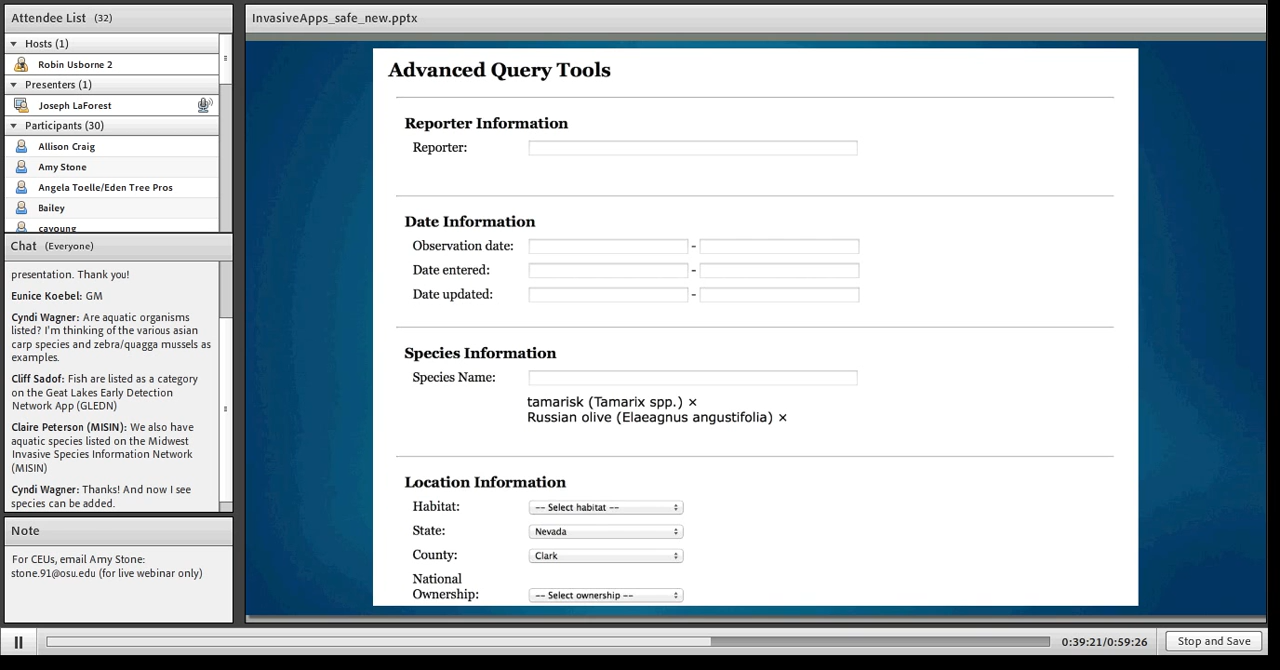 Attendee List (32)
Hosts (1)
Robin Usborne 2
Presenters (1)
Joseph LaForest
Participants (30)
Allison Craig
Amy Stone
Angela Toelle/Eden Tree Pros
Bailey
cayoung
Chat (Everyone)
presentation. Thank you!
Eunice Koebel: GM
Cyndi Wagner: Are aquatic organisms
listed? I'm thinking of the various asian
carp species and zebra/quagga mussels as
examples.
Cliff Sadof: Fish are listed as a category
on the Geat Lakes Early Detection
Network App (GLEDN)
Claire Peterson (MISIN): We also have
aquatic species listed on the Midwest
Invasive Species Information Network
(MISIN)
Cyndi Wagner: Thanks! And now I see
species can be added.
Note
For CEUs, email Amy Stone:
stone.91@osu.edu (for live webinar only)
InvasiveApps_safe_new.pptx
Advanced Query Tools
Reporter Information
Reporter:
Date Information
Observation date: -
Date entered: -
Date updated: -
Species Information
Species Name:
tamarisk (Tamarix spp.) ×
Russian olive (Elaeagnus angustifolia) ×
Location Information
Habitat: -- Select habitat --
State: Nevada
County: Clark
National
Ownership: -- Select ownership --
0:39:21/0:59:26
Stop and Save